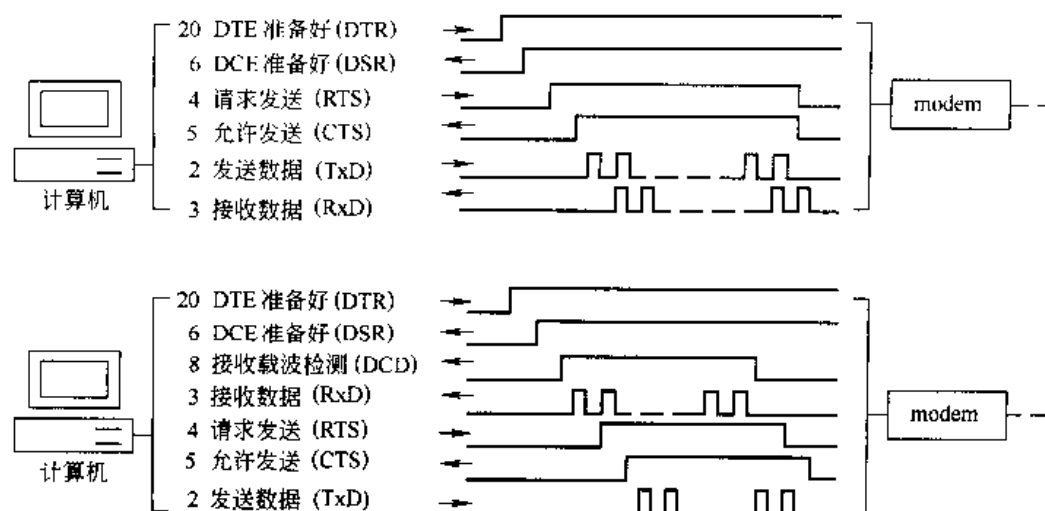 20 DTE 准备好 (DTR)
6 DCE 准备好 (DSR)
4 请求发送 (RTS)
5 允许发送 (CTS)
2 发送数据 (TxD)
3 接收数据 (RxD)
计算机
modem
20 DTE 准备好 (DTR)
6 DCE 准备好 (DSR)
8 接收载波检测 (DCD)
3 接收数据 (RxD)
4 请求发送 (RTS)
5 允许发送 (CTS)
2 发送数据 (TxD)
计算机
modem